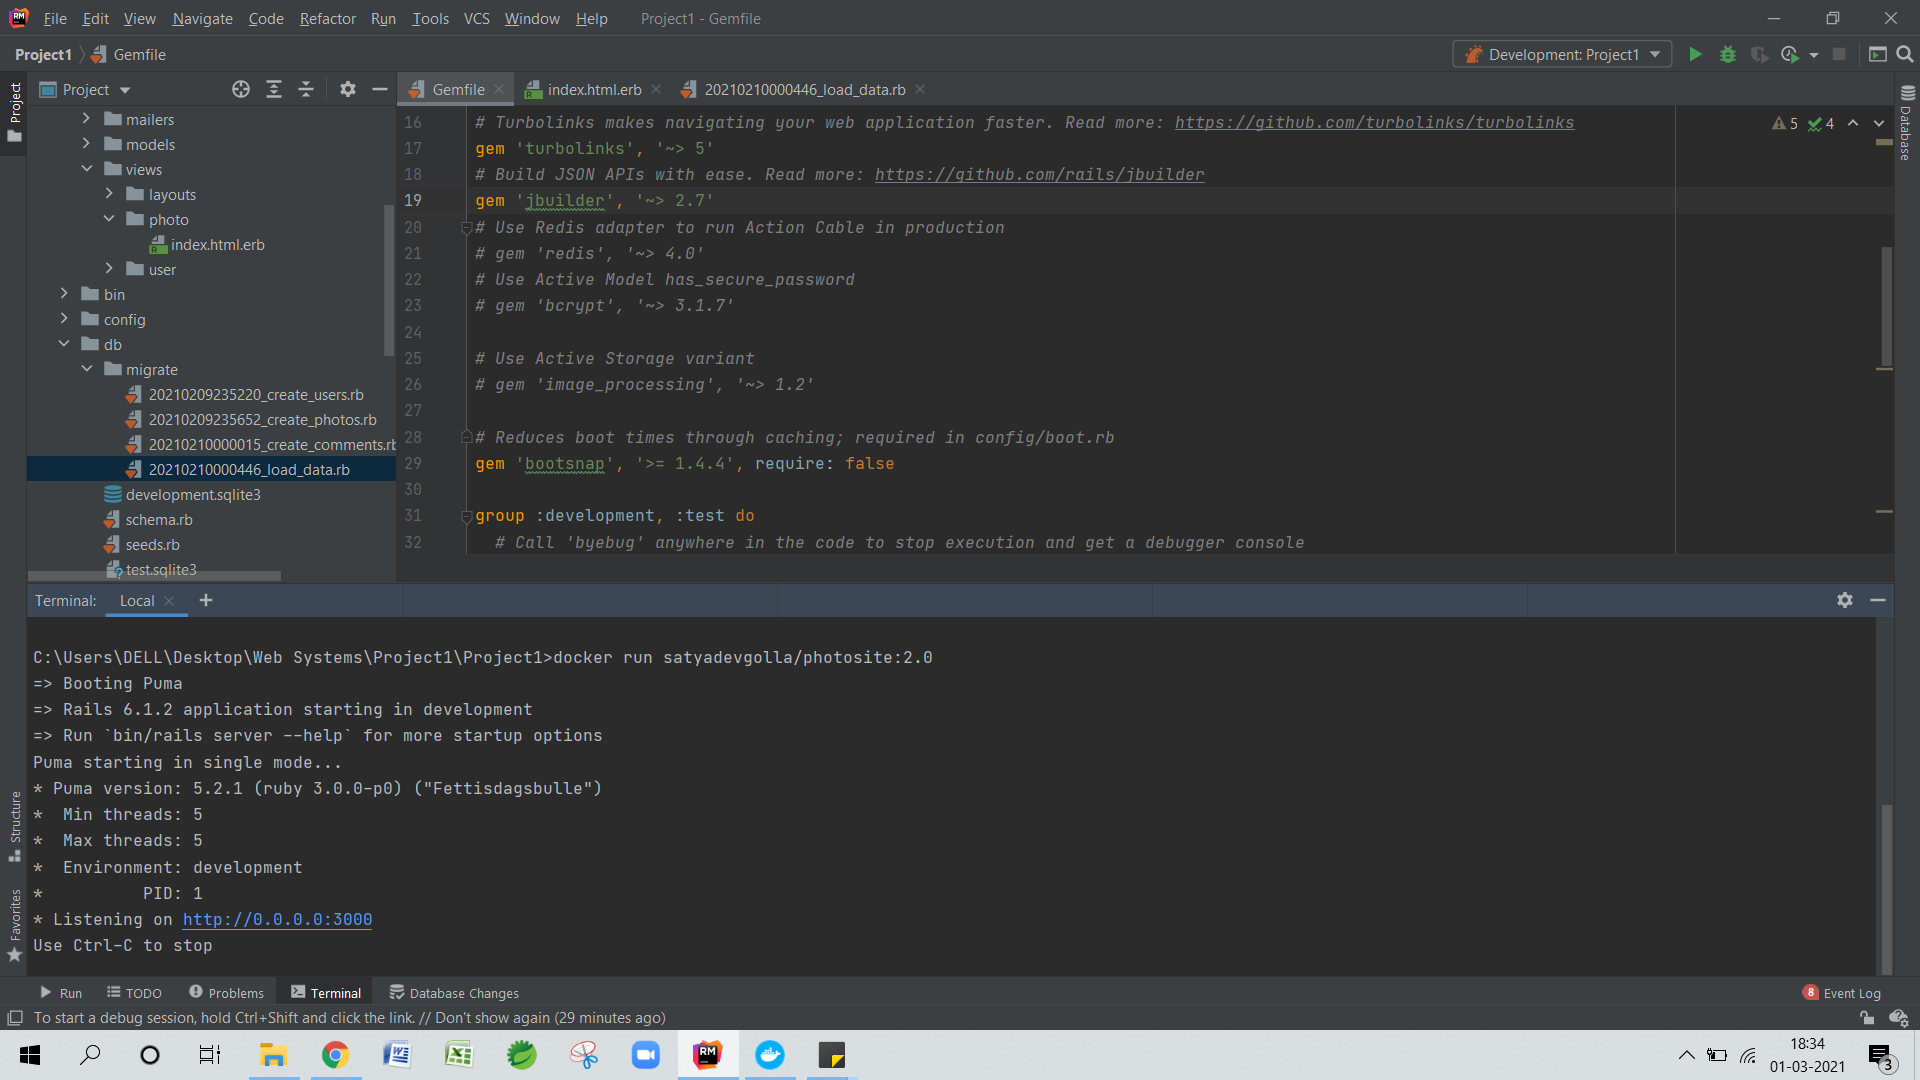 File Edit View Navigate Code Refactor Run Tools VCS Window Help Project1 - Gemfile
Project1 Gemfile
Development: Project1
Project
Project
Gemfile
index.html.erb
20210210000446_load_data.rb
Database
mailers
models
views
layouts
photo
index.html.erb
user
bin
config
db
migrate
20210209235220_create_users.rb
20210209235652_create_photos.rb
20210210000015_create_comments.rb
20210210000446_load_data.rb
development.sqlite3
schema.rb
seeds.rb
test.sqlite3
5 4
16 # Turbolinks makes navigating your web application faster. Read more: https://github.com/turbolinks/turbolinks
17 gem 'turbolinks', '~> 5'
18 # Build JSON APIs with ease. Read more: https://github.com/rails/jbuilder
19 gem 'jbuilder', '~> 2.7'
20 # Use Redis adapter to run Action Cable in production
21 # gem 'redis', '~> 4.0'
22 # Use Active Model has_secure_password
23 # gem 'bcrypt', '~> 3.1.7'
24
25 # Use Active Storage variant
26 # gem 'image_processing', '~> 1.2'
27
28 # Reduces boot times through caching; required in config/boot.rb
29 gem 'bootsnap', '>= 1.4.4', require: false
30
31 group :development, :test do
32 # Call 'byebug' anywhere in the code to stop execution and get a debugger console
Terminal: Local
C:\Users\DELL\Desktop\Web Systems\Project1\Project1>docker run satyadevgolla/photosite:2.0
=> Booting Puma
=> Rails 6.1.2 application starting in development
=> Run `bin/rails server --help` for more startup options
Puma starting in single mode...
* Puma version: 5.2.1 (ruby 3.0.0-p0) ("Fettisdagsbulle")
*  Min threads: 5
*  Max threads: 5
*  Environment: development
*          PID: 1
* Listening on http://0.0.0.0:3000
Use Ctrl-C to stop
Structure
Favorites
Run TODO Problems Terminal Database Changes
8 Event Log
To start a debug session, hold Ctrl+Shift and click the link. // Don't show again (29 minutes ago)
18:34
01-03-2021
3